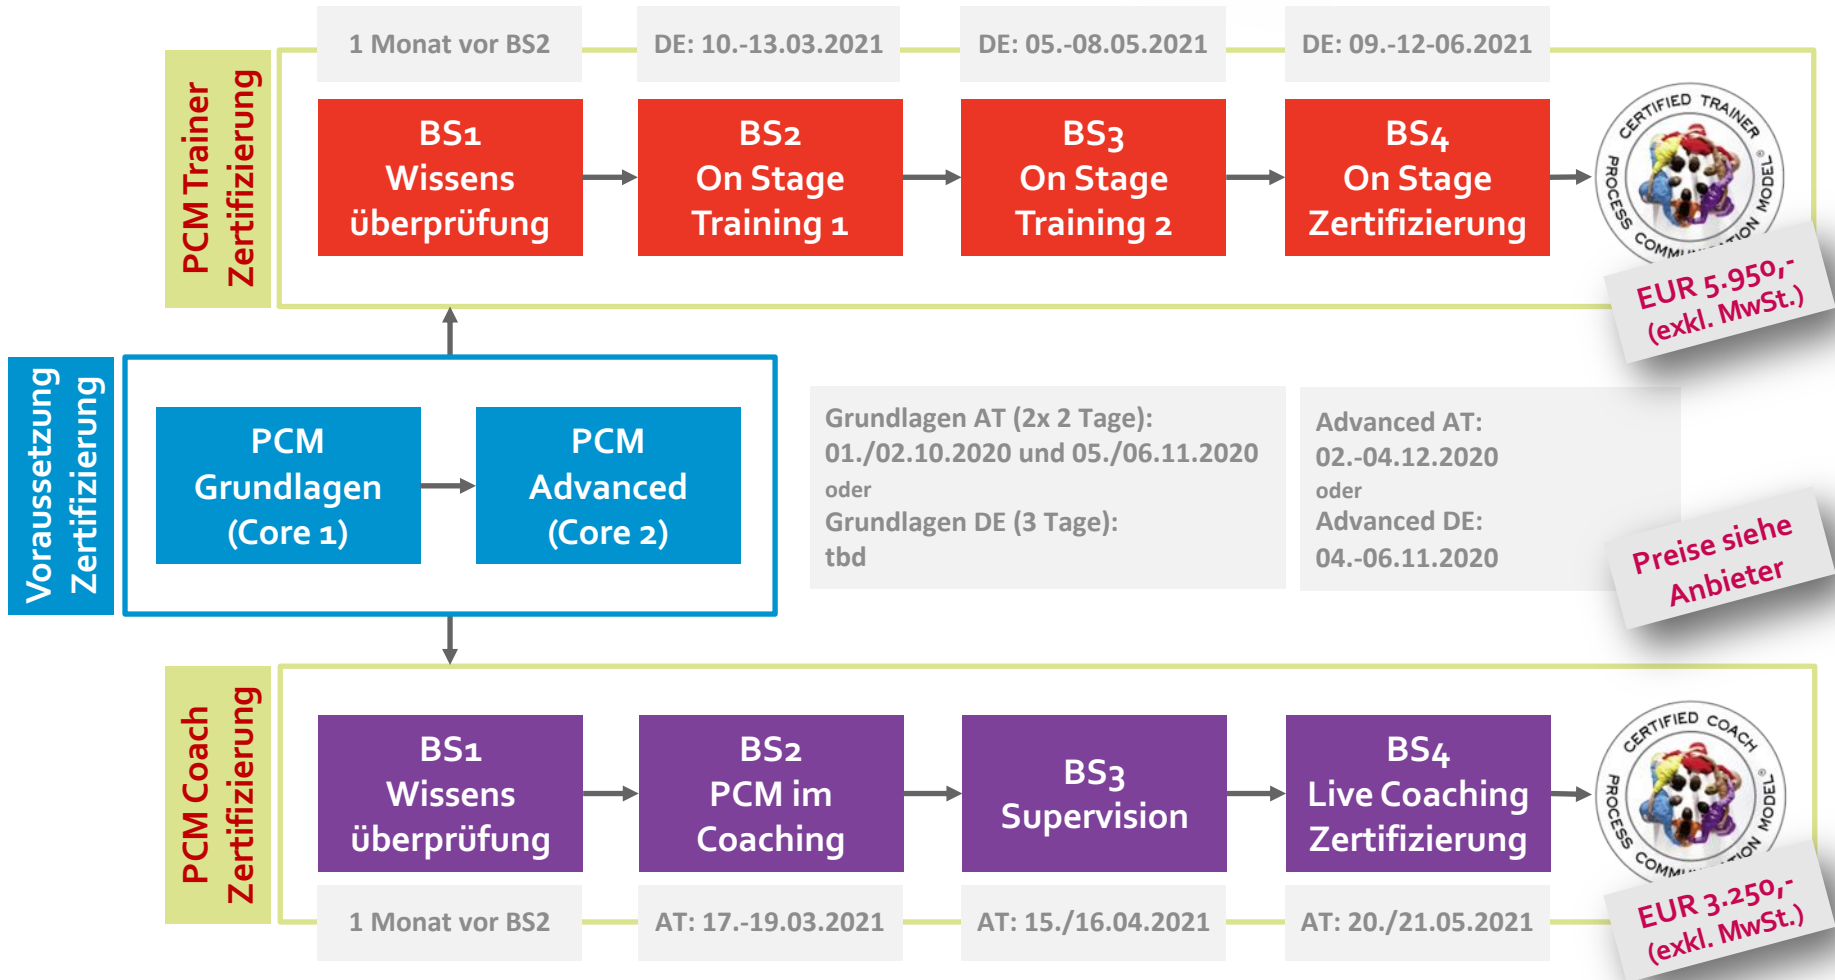 1 Monat vor BS2
DE: 10.-13.03.2021
DE: 05.-08.05.2021
DE: 09.-12-06.2021
PCM Trainer
Zertifizierung
BS1
Wissens
überprüfung
BS2
On Stage
Training 1
BS3
On Stage
Training 2
BS4
On Stage
Zertifizierung
CERTIFIED TRAINER
PROCESS COMMUNICATION MODEL®
EUR 5.950,-
(exkl. MwSt.)
Voraussetzung
Zertifizierung
PCM
Grundlagen
(Core 1)
PCM
Advanced
(Core 2)
Grundlagen AT (2x 2 Tage):
01./02.10.2020 und 05./06.11.2020
oder
Grundlagen DE (3 Tage):
tbd
Advanced AT:
02.-04.12.2020
oder
Advanced DE:
04.-06.11.2020
Preise siehe
Anbieter
PCM Coach
Zertifizierung
BS1
Wissens
überprüfung
BS2
PCM im
Coaching
BS3
Supervision
BS4
Live Coaching
Zertifizierung
CERTIFIED COACH
PROCESS COMMUNICATION MODEL®
EUR 3.250,-
(exkl. MwSt.)
1 Monat vor BS2
AT: 17.-19.03.2021
AT: 15./16.04.2021
AT: 20./21.05.2021